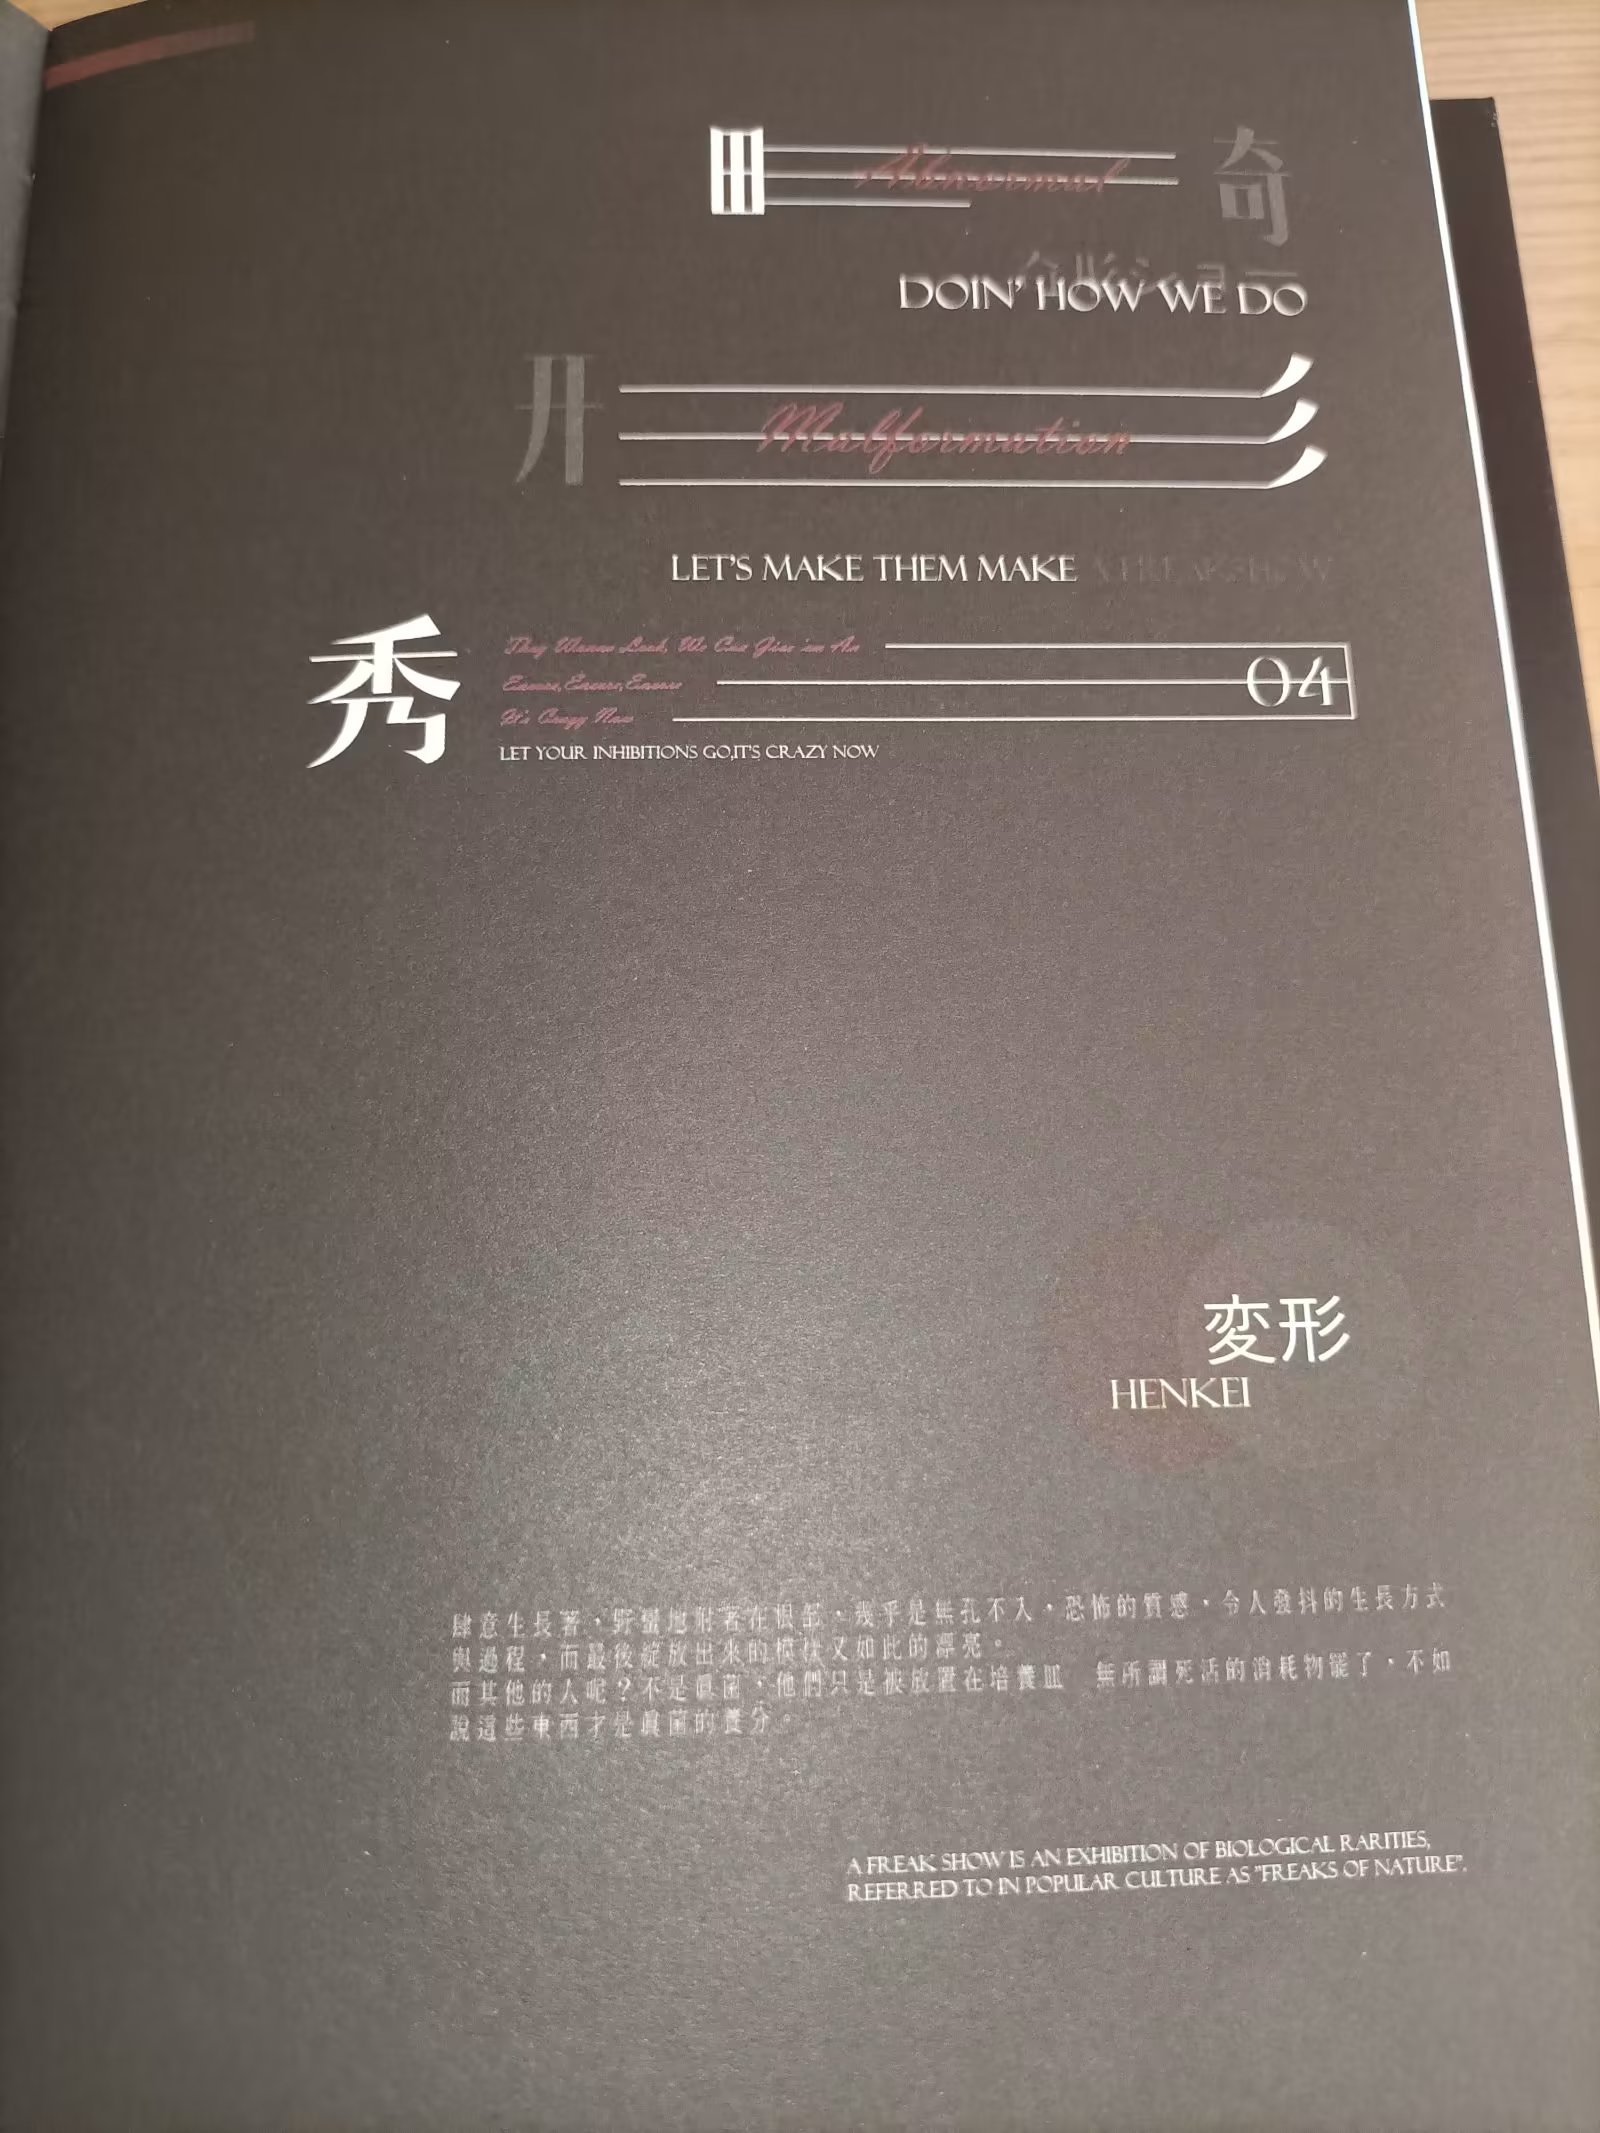 Abnormal 奇
DOIN' HOW WE DO
开彡
Malformation
LET'S MAKE THEM MAKE A FREAKSHOW
秀
They Wanna Look, We Can Give 'em An
Encore, Encore, Encore
It's Crazy Now
04
LET YOUR INHIBITIONS GO,IT'S CRAZY NOW
変形
HENKEI
肆意生長著，野蠻地附著在根部，幾乎是無孔不入，恐怖的質感，令人發抖的生長方式
與過程，而最後綻放出來的模樣又如此的漂亮。
而其他的人呢？不是真菌，他們只是被放置在培養皿 無所謂死活的消耗物罷了，不如
說這些東西才是真菌的養分。
A FREAK SHOW IS AN EXHIBITION OF BIOLOGICAL RARITIES,
REFERRED TO IN POPULAR CULTURE AS "FREAKS OF NATURE".